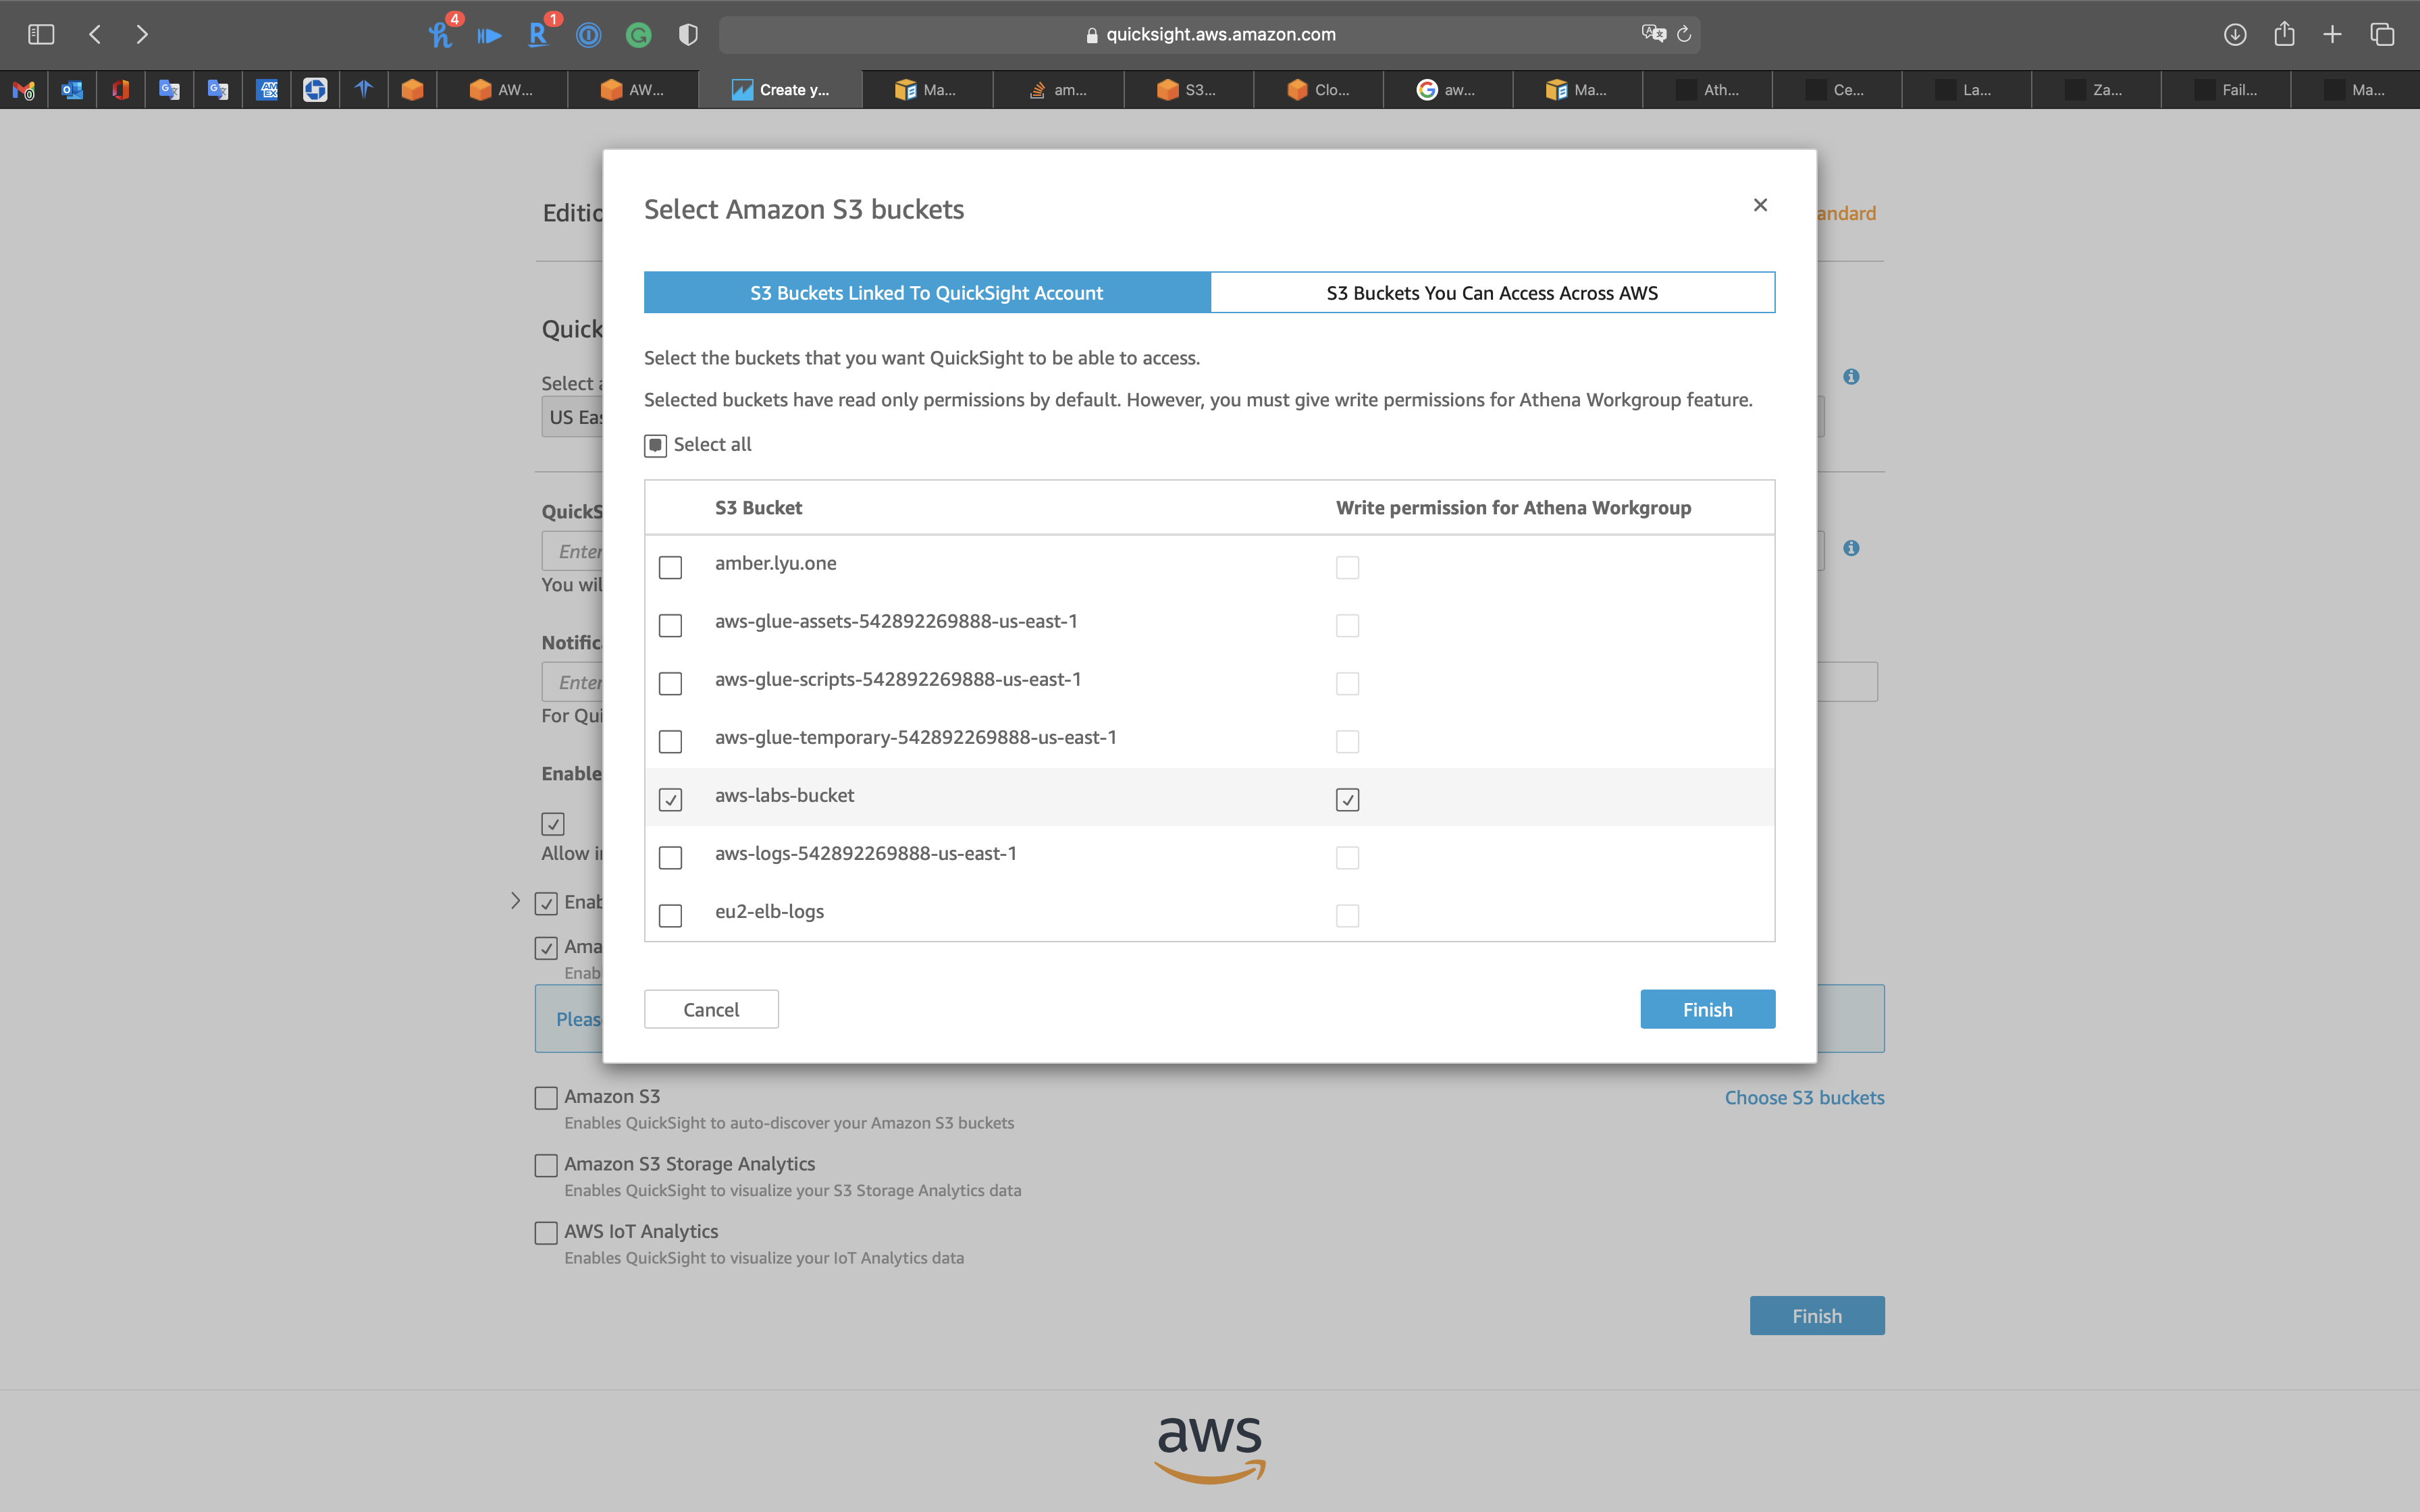 4
1
quicksight.aws.amazon.com
AW...
AW...
Create y...
Ma...
am...
S3...
Clo...
aw...
Ma...
Ath...
Ce...
La...
Za...
Fail...
Ma...
Select Amazon S3 buckets
Editio
andard
S3 Buckets Linked To QuickSight Account
S3 Buckets You Can Access Across AWS
Quick
Select the buckets that you want QuickSight to be able to access.
Select a
Selected buckets have read only permissions by default. However, you must give write permissions for Athena Workgroup feature.
US Eas
Select all
QuickS
S3 Bucket
Write permission for Athena Workgroup
Enter
amber.lyu.one
You wil
aws-glue-assets-542892269888-us-east-1
Notific
aws-glue-scripts-542892269888-us-east-1
Enter
For Qui
aws-glue-temporary-542892269888-us-east-1
Enable
aws-labs-bucket
Allow i
aws-logs-542892269888-us-east-1
Enab
eu2-elb-logs
Ama
Enab
Pleas
Cancel
Finish
Amazon S3
Choose S3 buckets
Enables QuickSight to auto-discover your Amazon S3 buckets
Amazon S3 Storage Analytics
Enables QuickSight to visualize your S3 Storage Analytics data
AWS IoT Analytics
Enables QuickSight to visualize your IoT Analytics data
Finish
aws